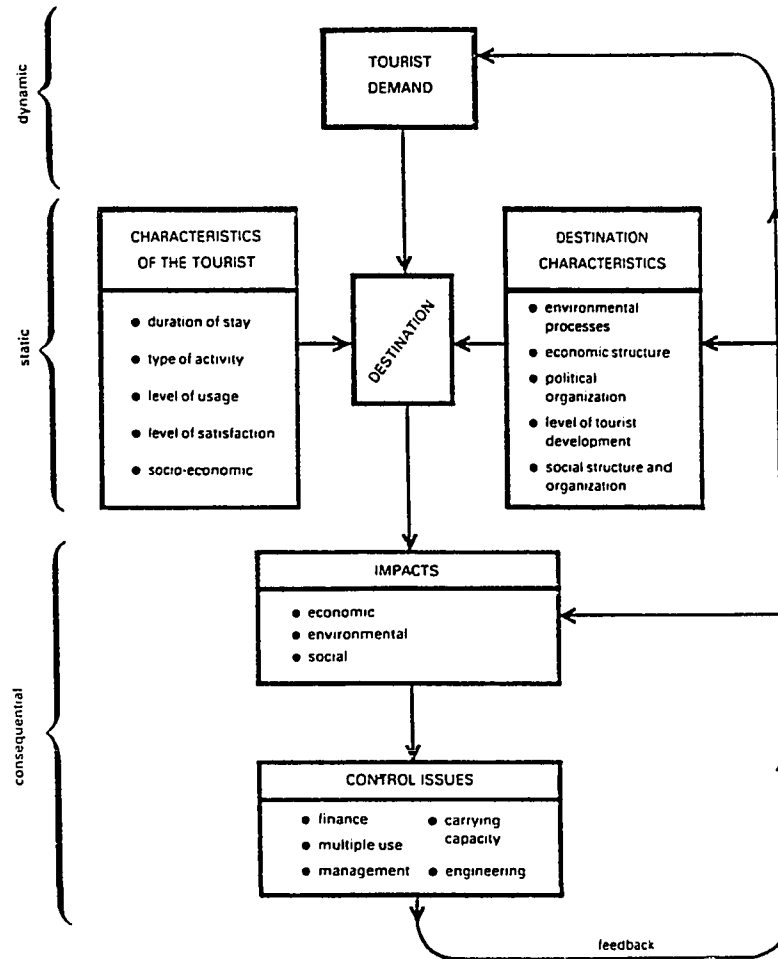 TOURIST
DEMAND
dynamic
CHARACTERISTICS
OF THE TOURIST
● duration of stay
● type of activity
● level of usage
● level of satisfaction
● socio-economic
DESTINATION
DESTINATION
CHARACTERISTICS
● environmental
processes
● economic structure
● political
organization
● level of tourist
development
● social structure and
organization
static
IMPACTS
● economic
● environmental
● social
consequential
CONTROL ISSUES
● finance
● multiple use
● management
● carrying
capacity
● engineering
feedback